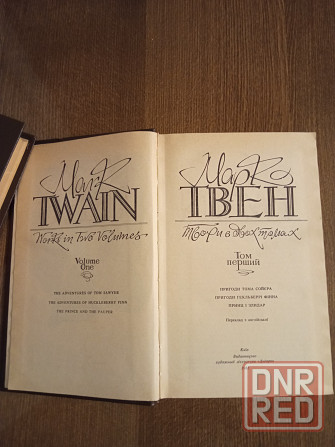 Mark
TWAIN
Works in Two Volumes
Volume
One
THE ADVENTURES OF TOM SAWYER
THE ADVENTURES OF HUCKLEBERRY FINN
THE PRINCE AND THE PAUPER
Марко
ТВЕН
Твори в двох томах
Том
перший
ПРИГОДИ ТОМА СОЙЄРА
ПРИГОДИ ГЕКЛЬБЕРРІ ФІННА
ПРИНЦ І ЗЛИДАР
Переклад з англійської
Київ
DNR
RED